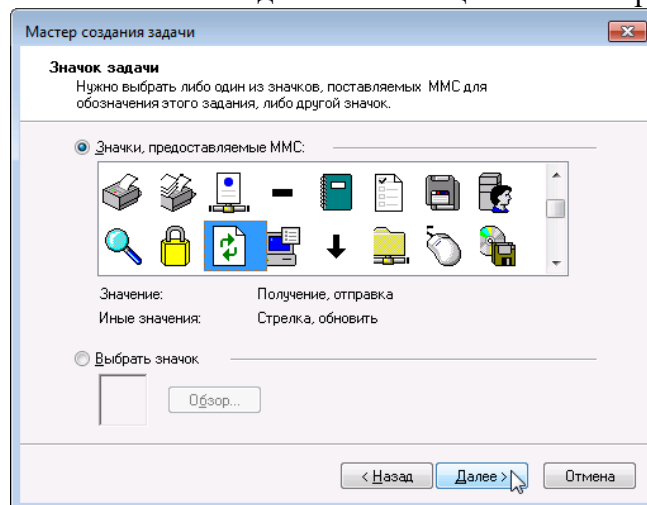 Мастер создания задачи
Значок задачи
Нужно выбрать либо один из значков, поставляемых MMC для
обозначения этого задания, либо другой значок.
Значки, предоставляемые MMC:
Значение: Получение, отправка
Иные значения: Стрелка, обновить
Выбрать значок
Обзор...
< Назад Далее > Отмена